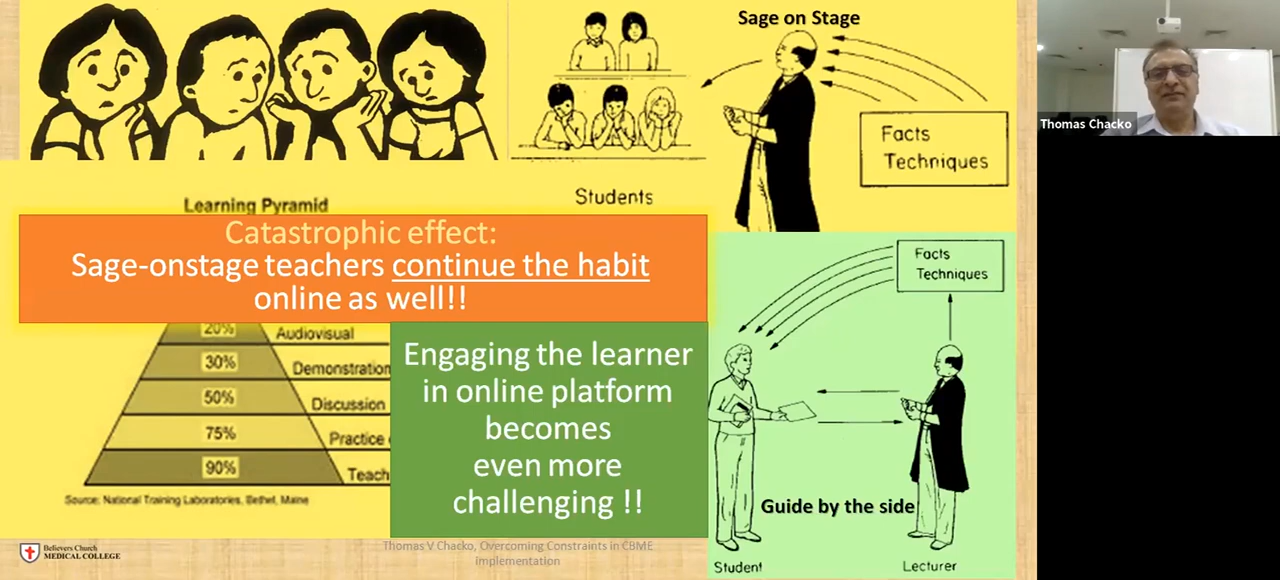 Sage on Stage
Thomas Chacko
Facts
Techniques
Students
Learning Pyramid
Catastrophic effect:
Sage-onstage teachers continue the habit
online as well!!
20% Audiovisual
30% Demonstration
50% Discussion
75% Practice
90% Teach
Source: National Training Laboratories, Bethel, Maine
Engaging the learner
in online platform
becomes
even more
challenging !!
Facts
Techniques
Guide by the side
Student
Lecturer
Believers Church
MEDICAL COLLEGE
Thomas V Chacko, Overcoming Constraints in CBME
implementation